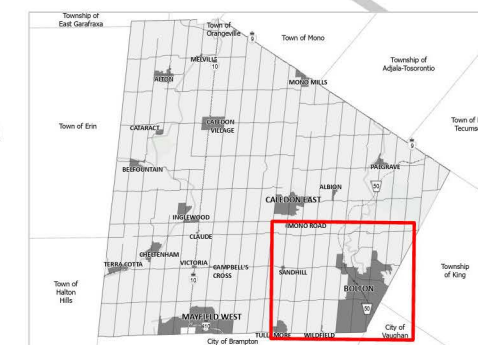 Township of
East Garafraxa
Town of
Orangeville
9
Town of Mono
MELVILLE
10
Township of
Adjala-Tosorontio
ALTON
MONO MILLS
Town of Erin
CATARACT
CALEDON
VILLAGE
Town of
Tecums
9
BELFOUNTAIN
PALGRAVE
ALBION
50
CALEDON EAST
INGLEWOOD
MONO ROAD
CLAUDE
CHELTENHAM
TERRA COTTA
VICTORIA
CAMPBELL'S
CROSS
10
SANDHILL
Township
of King
Town of
Halton
Hills
BOLTON
50
MAYFIELD WEST
TULLAMORE
WILDFIELD
City of
Vaughan
City of Brampton